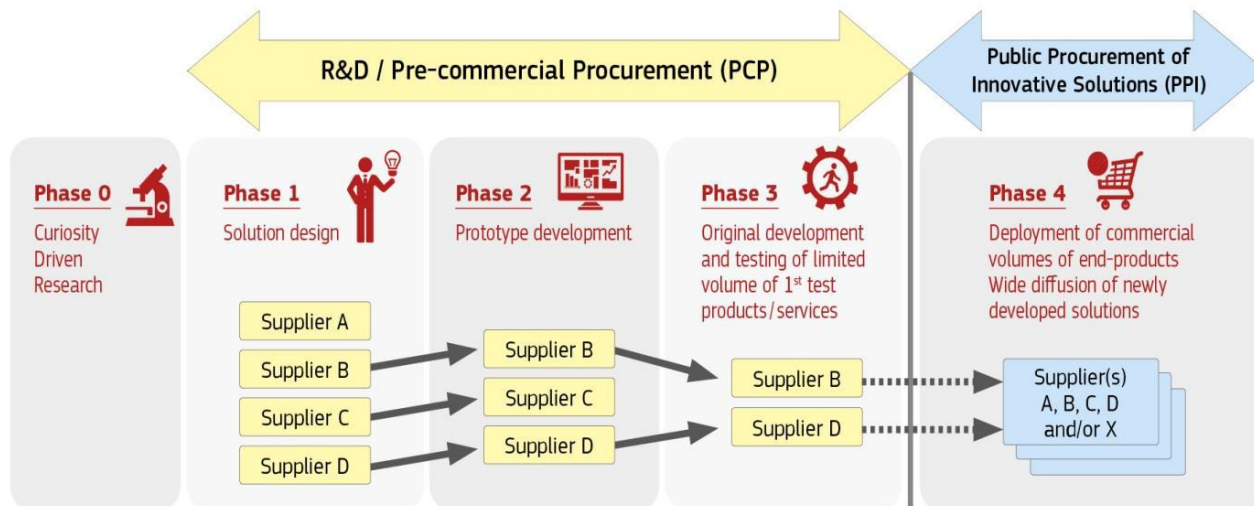 R&D / Pre-commercial Procurement (PCP)
Public Procurement of
Innovative Solutions (PPI)
Phase 0
Curiosity
Driven
Research
Phase 1
Solution design
Supplier A
Supplier B
Supplier C
Supplier D
Phase 2
Prototype development
Supplier B
Supplier C
Supplier D
Phase 3
Original development
and testing of limited
volume of 1st test
products/services
Supplier B
Supplier D
Phase 4
Deployment of commercial
volumes of end-products
Wide diffusion of newly
developed solutions
Supplier(s)
A, B, C, D
and/or X